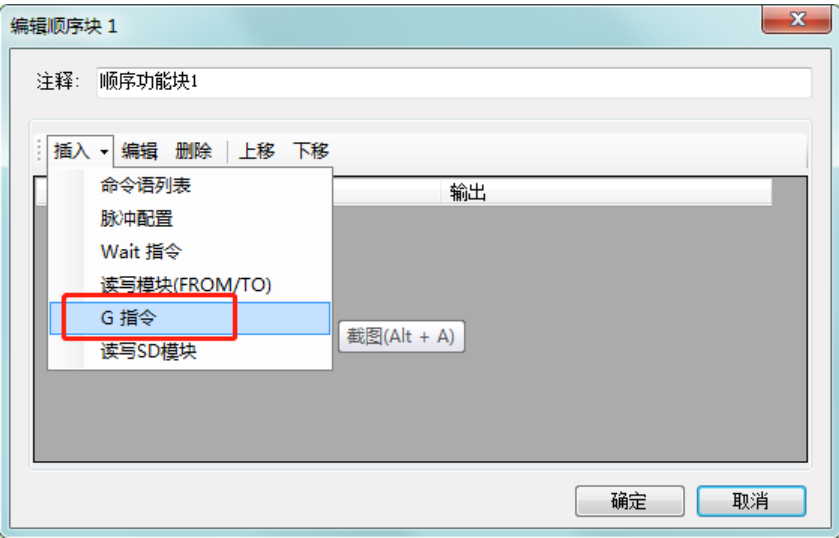 编辑顺序块 1
注释: 顺序功能块1
插入 编辑 删除 上移 下移
命令语列表 输出
脉冲配置
Wait 指令
读写模块(FROM/TO)
G 指令
截图(Alt + A)
读写SD模块
确定 取消